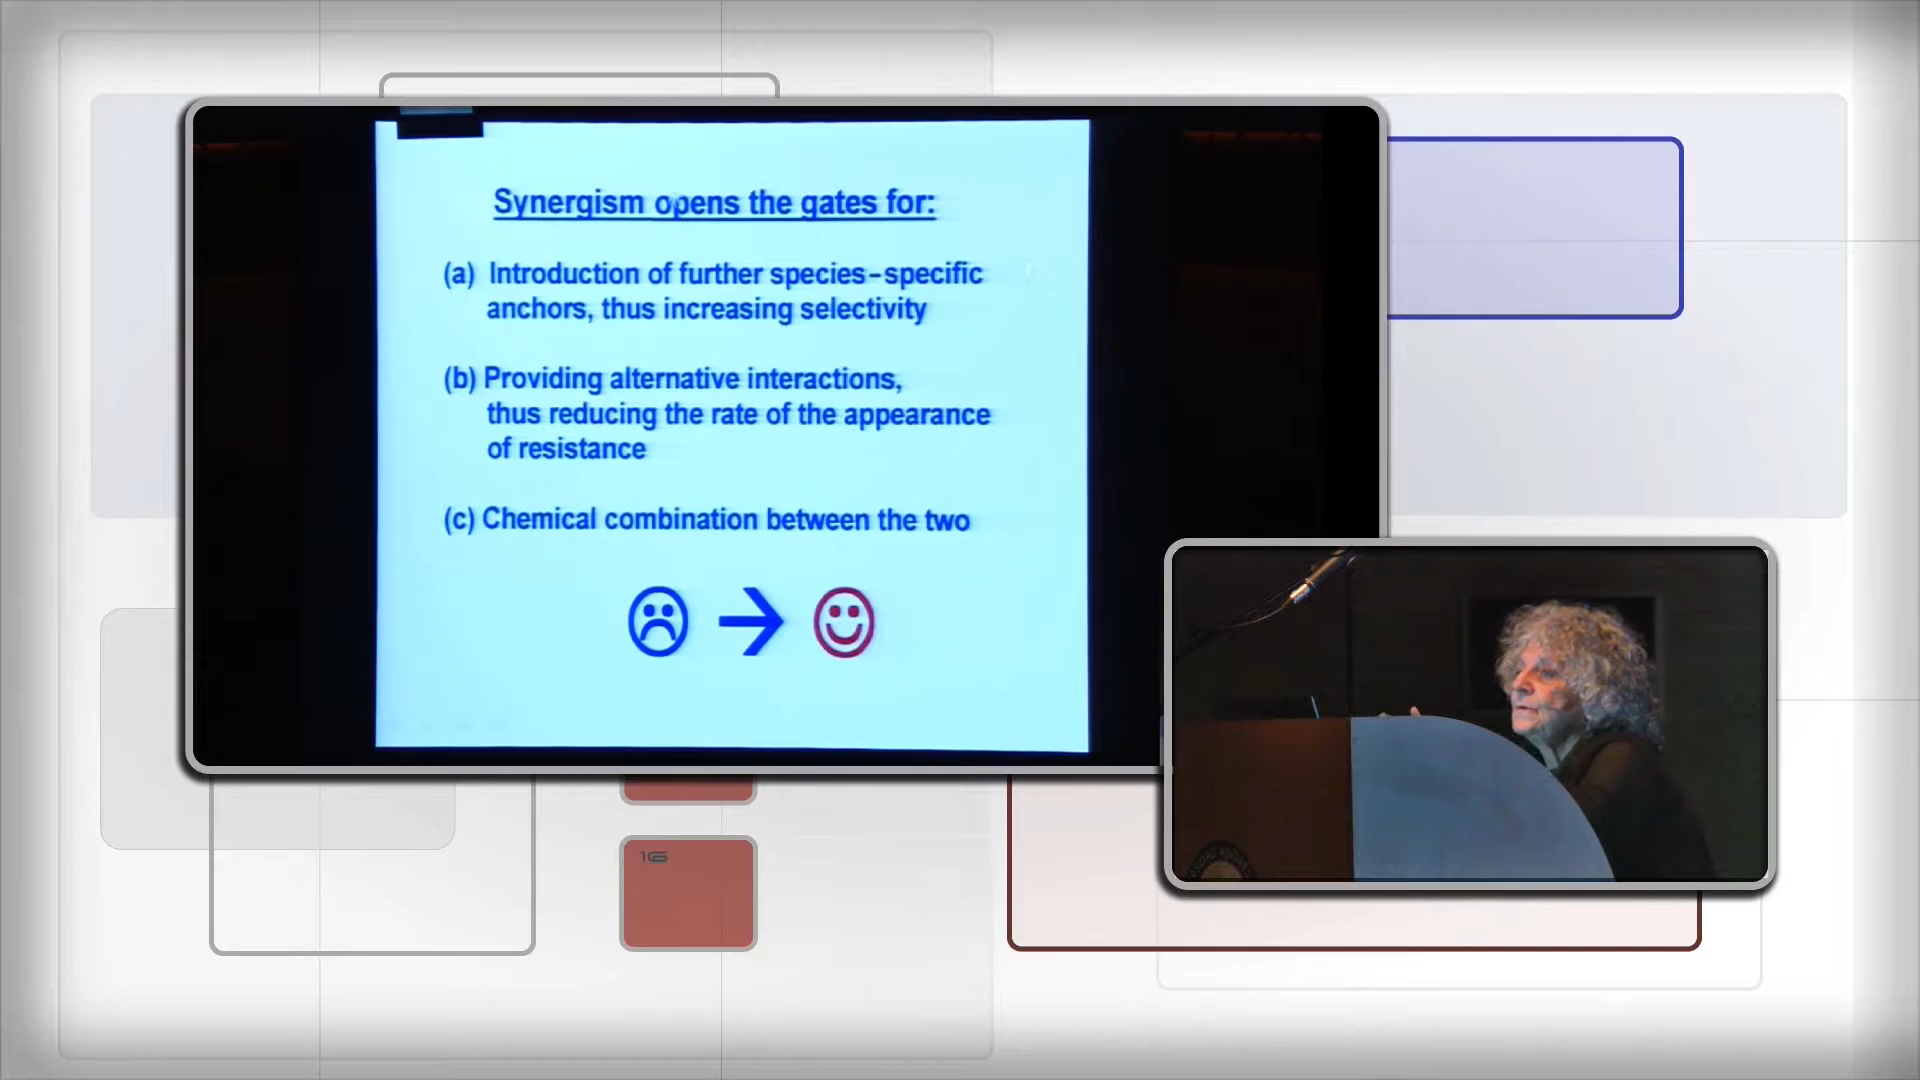 Synergism opens the gates for:
(a) Introduction of further species-specific
anchors, thus increasing selectivity
(b) Providing alternative interactions,
thus reducing the rate of the appearance
of resistance
(c) Chemical combination between the two
16